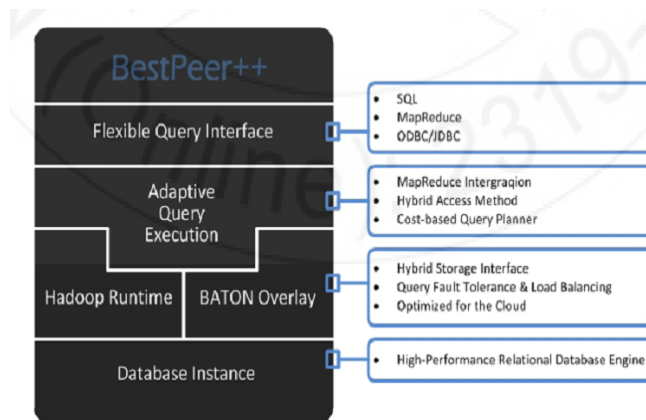 BestPeer++
Flexible Query Interface
• SQL
• MapReduce
• ODBC/JDBC
Adaptive
Query
Execution
• MapReduce Intergraqion
• Hybrid Access Method
• Cost-based Query Planner
Hadoop Runtime
BATON Overlay
• Hybrid Storage Interface
• Query Fault Tolerance & Load Balancing
• Optimized for the Cloud
Database Instance
• High-Performance Relational Database Engine
(Online) 2319-